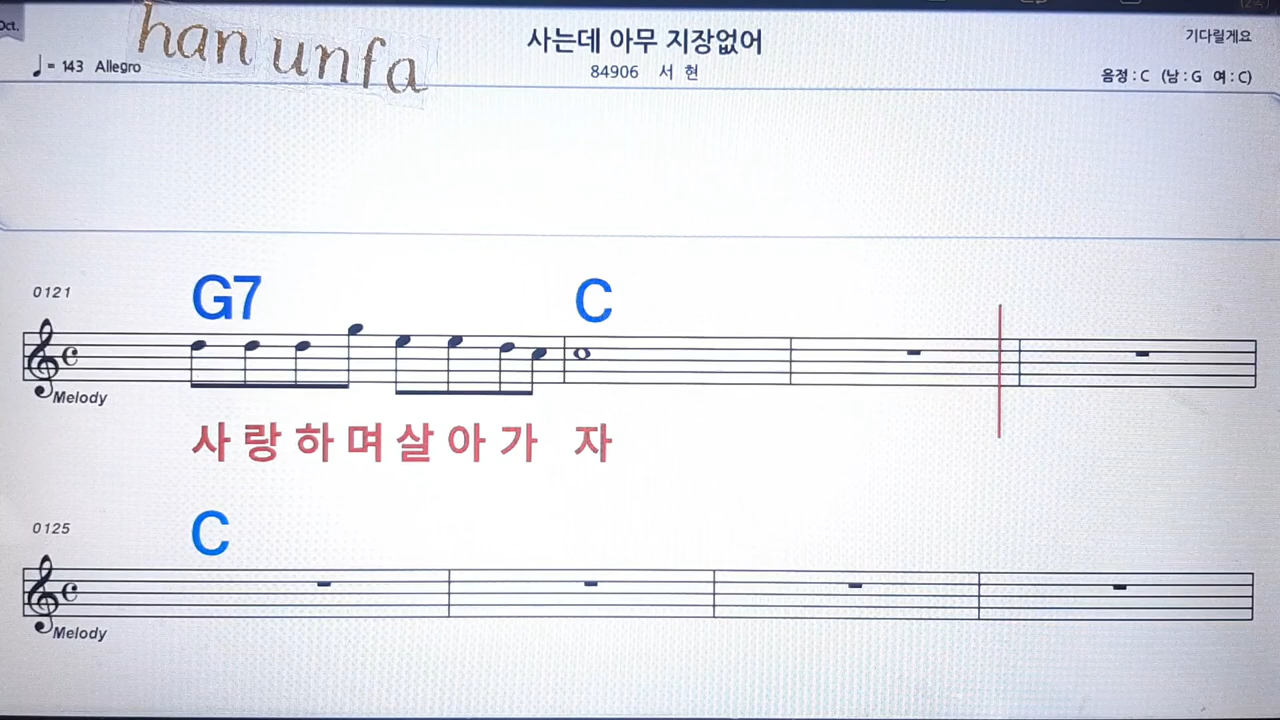 Oct.
han unfa
사는데 아무 지장없어
기다릴게요
♩= 143 Allegro
84906 서 현
음정 : C (남 : G 여 : C)
0121
G7 C
Melody
사 랑 하 며 살 아 가 자
0125
C
Melody